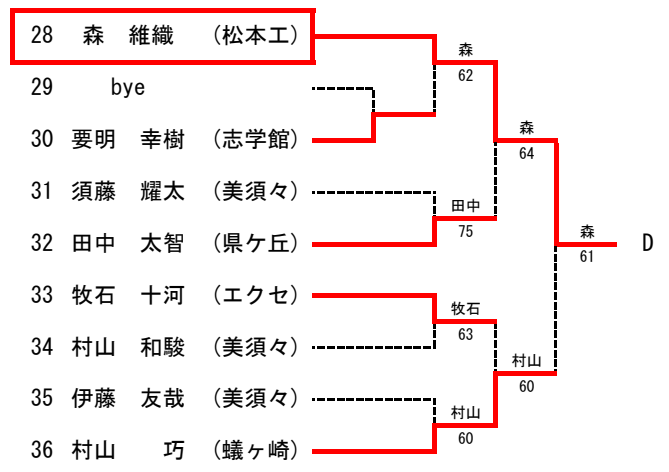 28 森 維織 (松本工)
29 bye
30 要明 幸樹 (志学館)
31 須藤 耀太 (美須々)
32 田中 太智 (県ケ丘)
33 牧石 十河 (エクセ)
34 村山 和駿 (美須々)
35 伊藤 友哉 (美須々)
36 村山 巧 (蟻ヶ崎)
森
62
田中
75
牧石
63
村山
60
森
64
村山
60
森
61
D